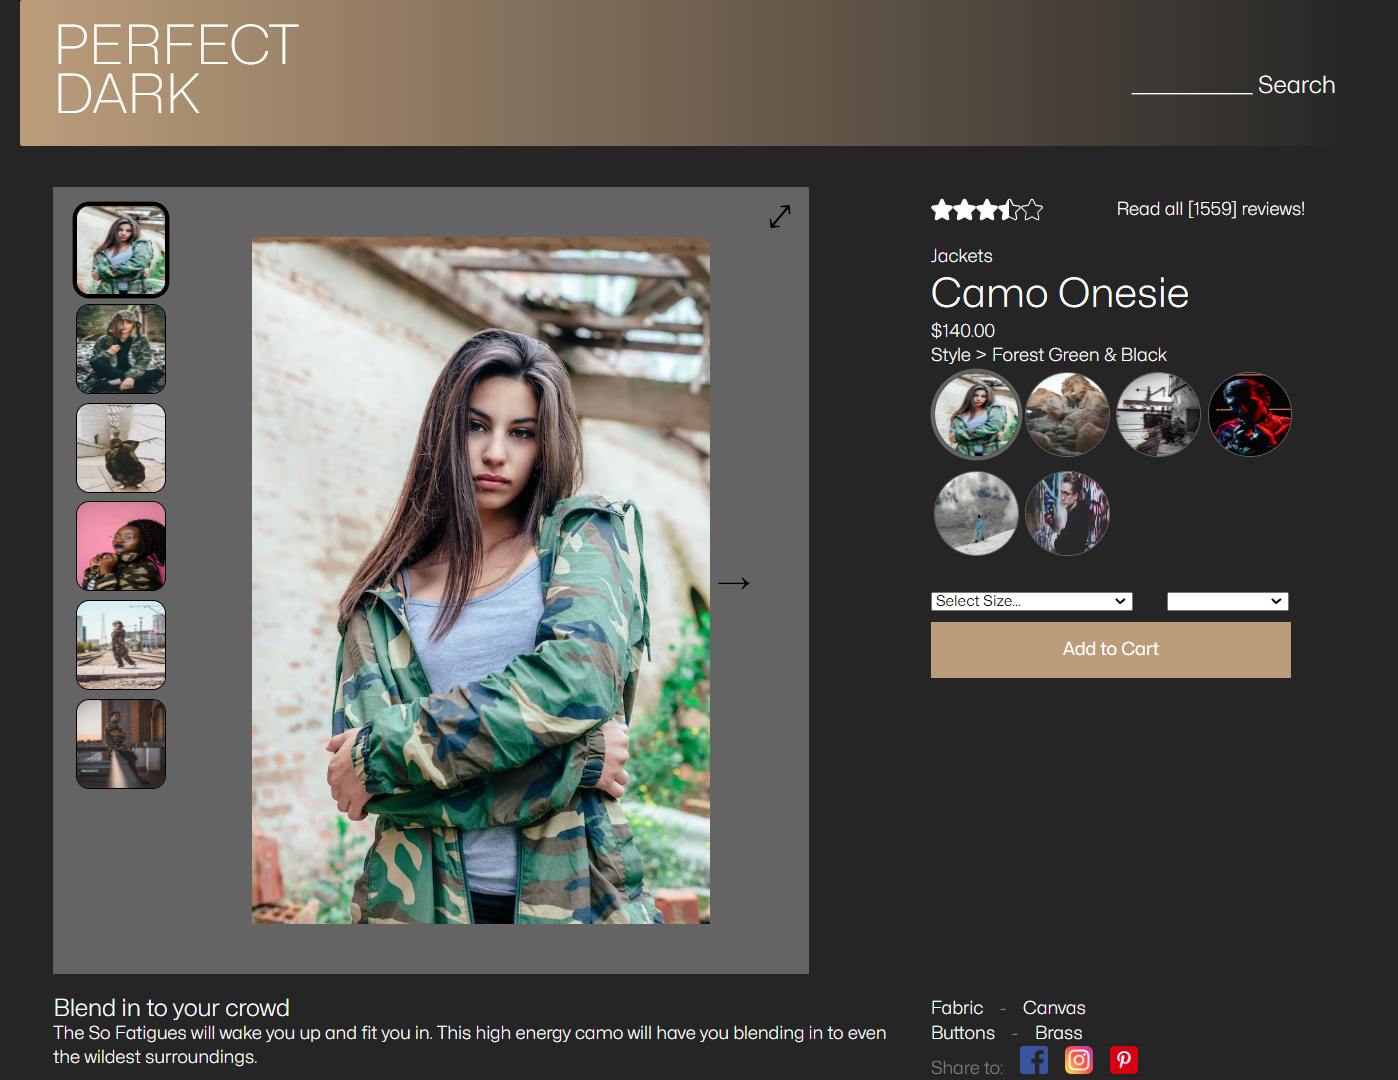 PERFECT
DARK
Search
Read all [1559] reviews!
Jackets
Camo Onesie
$140.00
Style > Forest Green & Black
Select Size...
Add to Cart
Blend in to your crowd
The So Fatigues will wake you up and fit you in. This high energy camo will have you blending in to even
the wildest surroundings.
Fabric - Canvas
Buttons - Brass
Share to: